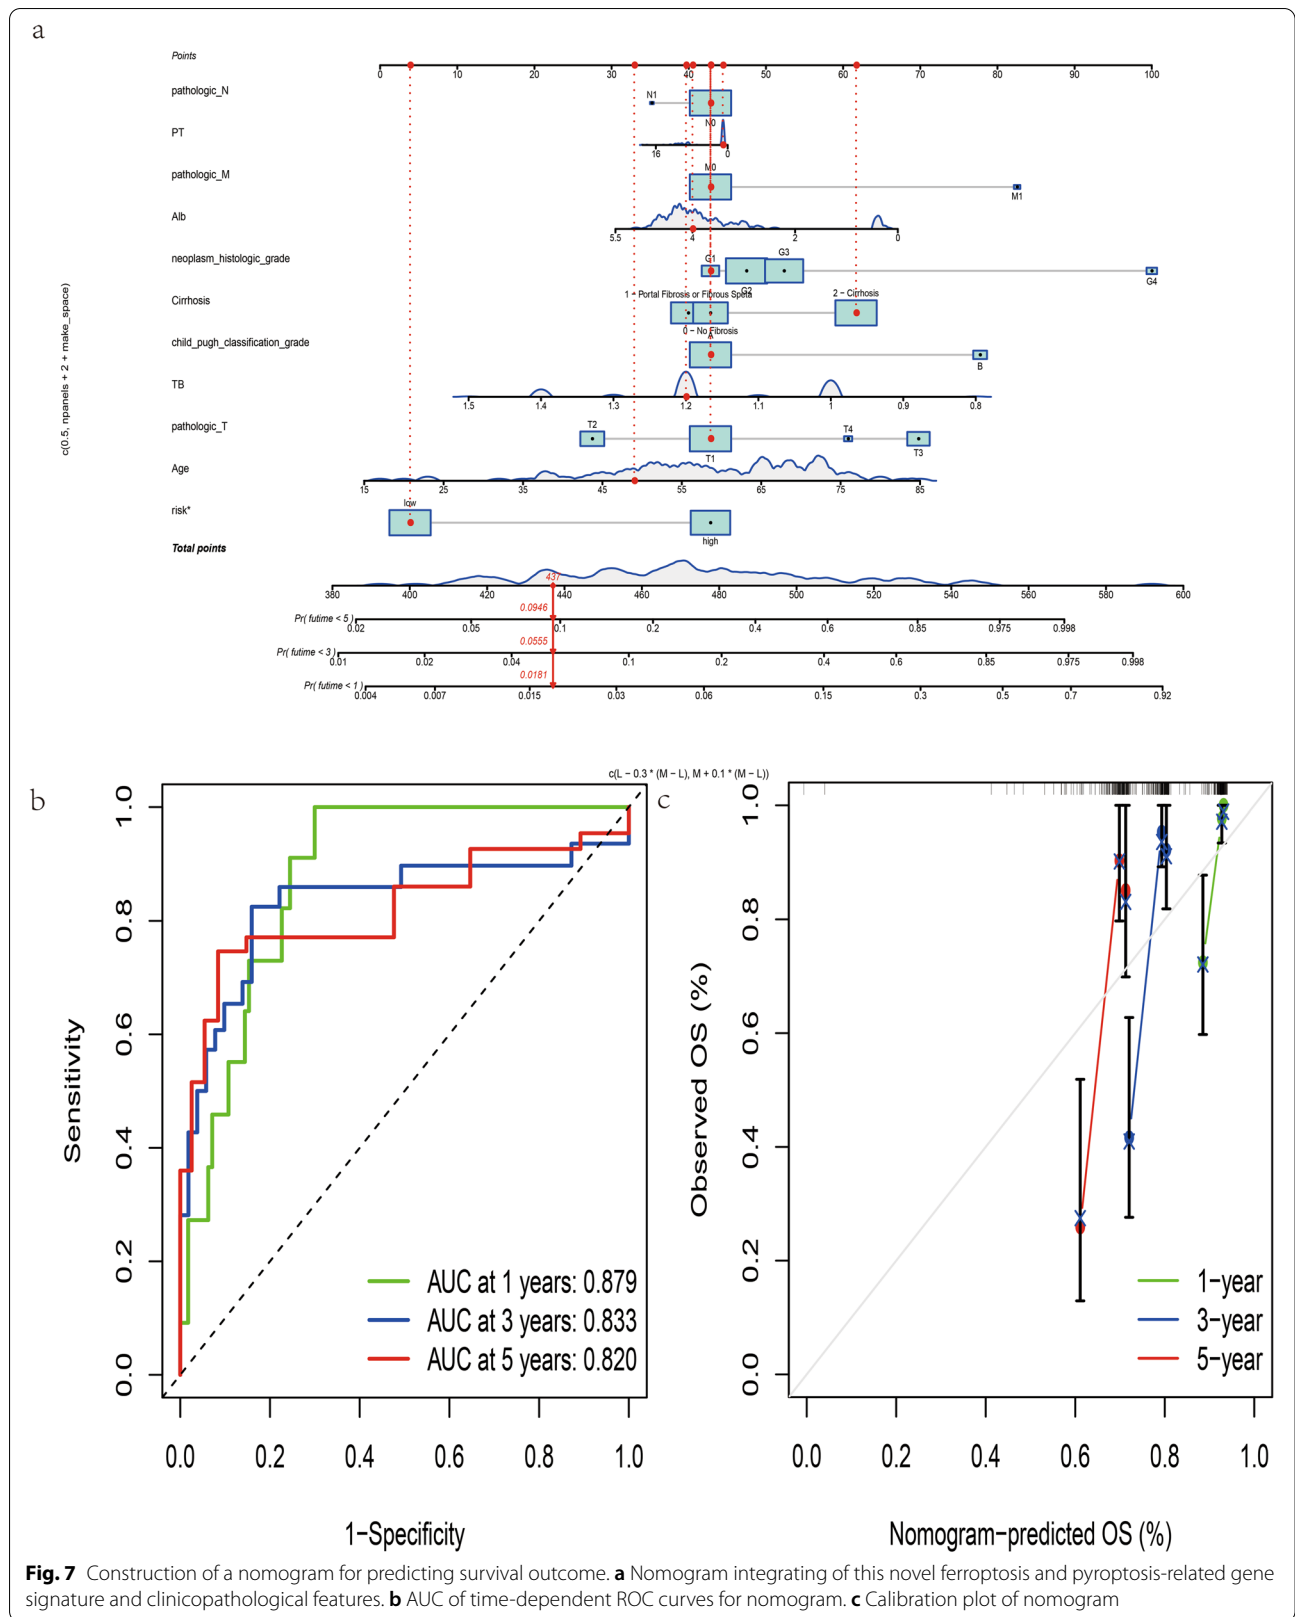 a
Points
0 10 20 30 40 50 60 70 80 90 100
pathologic_N
N1
N0
PT
16 0
pathologic_M
M0
M1
Alb
5.5 4 2 0
neoplasm_histologic_grade
G1
G3
G2
G4
Cirrhosis
1 - Portal Fibrosis or Fibrous Speta
2 - Cirrhosis
0 - No Fibrosis
child_pugh_classification_grade
A
B
TB
1.5 1.4 1.3 1.2 1.1 1 0.9 0.8
pathologic_T
T2
T4
T1
T3
Age
15 25 35 45 55 65 75 85
risk*
low
high
Total points
437
380 400 420 440 460 480 500 520 540 560 580 600
0.0946
Pr( futime < 5 )
0.02 0.05 0.1 0.2 0.4 0.6 0.85 0.975 0.998
0.0555
Pr( futime < 3 )
0.01 0.02 0.04 0.1 0.2 0.4 0.6 0.85 0.975 0.998
0.0181
Pr( futime < 1 )
0.004 0.007 0.015 0.03 0.06 0.15 0.3 0.5 0.7 0.92
c(0.5, npanels + 2 + make_space)
c(L - 0.3 * (M - L), M + 0.1 * (M - L))
b
Sensitivity
1.0
0.8
0.6
0.4
0.2
0.0
AUC at 1 years: 0.879
AUC at 3 years: 0.833
AUC at 5 years: 0.820
0.0 0.2 0.4 0.6 0.8 1.0
1-Specificity
c
Observed OS (%)
1.0
0.8
0.6
0.4
0.2
0.0
1-year
3-year
5-year
0.0 0.2 0.4 0.6 0.8 1.0
Nomogram-predicted OS (%)
Fig. 7 Construction of a nomogram for predicting survival outcome. a Nomogram integrating of this novel ferroptosis and pyroptosis-related gene
signature and clinicopathological features. b AUC of time-dependent ROC curves for nomogram. c Calibration plot of nomogram